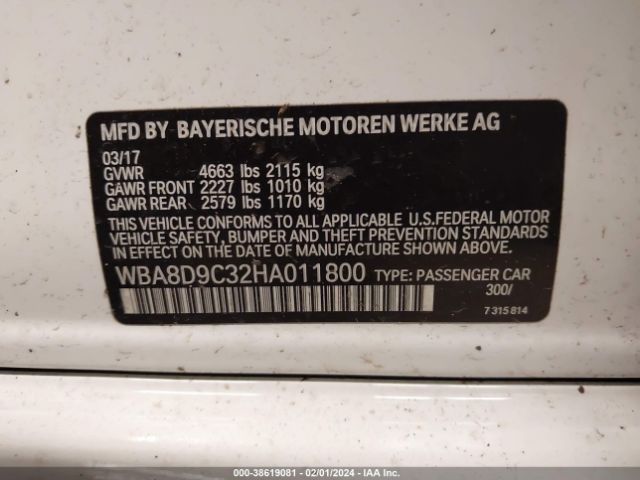 MFD BY BAYERISCHE MOTOREN WERKE AG
03/17
GVWR 4663 lbs 2115 kg
GAWR FRONT 2227 lbs 1010 kg
GAWR REAR 2579 lbs 1170 kg
THIS VEHICLE CONFORMS TO ALL APPLICABLE U.S.FEDERAL MOTOR
VEHICLE SAFETY, BUMPER, AND THEFT PREVENTION STANDARDS
IN EFFECT ON THE DATE OF MANUFACTURE SHOWN ABOVE.
WBA8D9C32HA011800 TYPE: PASSENGER CAR
300/
7 315 814
000-38619081 - 02/01/2024 - IAA Inc.